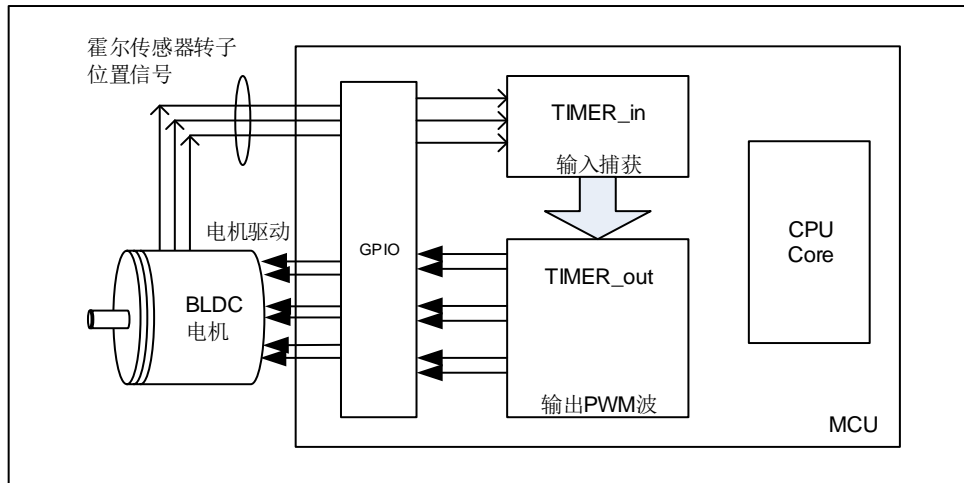 霍尔传感器转子
位置信号
TIMER_in
输入捕获
CPU
Core
电机驱动
GPIO
TIMER_out
BLDC
电机
输出PWM波
MCU